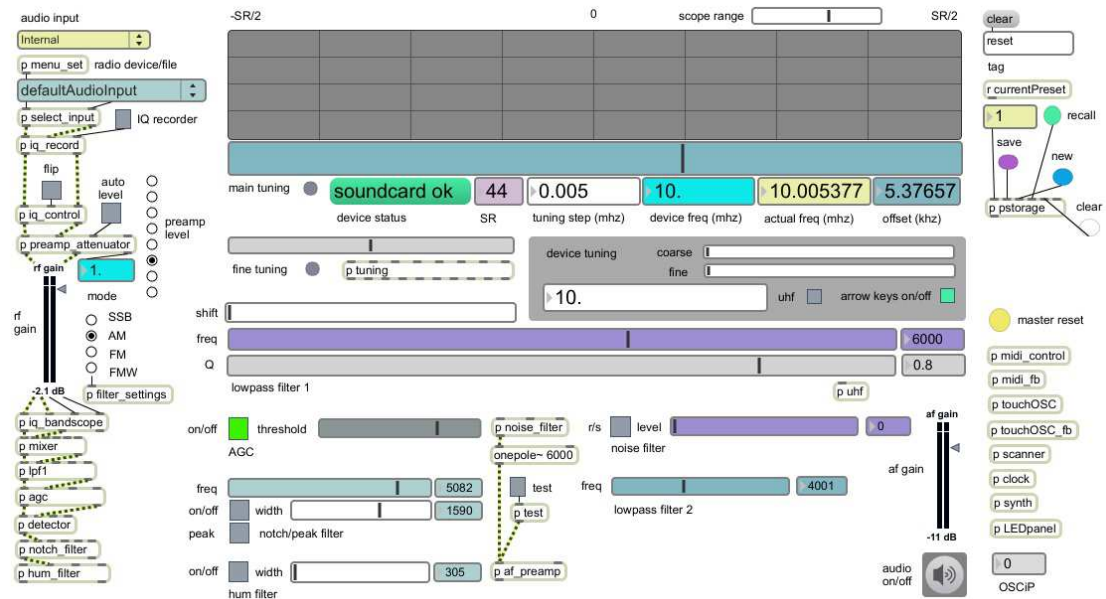 audio input
-SR/2
0
scope range
SR/2
clear
Internal
reset
p menu_set
radio device/file
tag
defaultAudioInput
r currentPreset
p select_input
IQ recorder
1
recall
p iq_record
save
flip
auto
level
new
main tuning
soundcard ok
44
0.005
10.
10.005377
5.37657
p iq_control
device status
SR
tuning step (mhz)
device freq (mhz)
actual freq (mhz)
offset (khz)
p pstorage
clear
preamp
level
p preamp_attenuator
rf gain
1.
fine tuning
p tuning
device tuning
coarse
fine
mode
10.
uhf
arrow keys on/off
rf
gain
SSB
AM
FM
FMW
shift
master reset
freq
6000
Q
0.8
p midi_control
-2.1 dB
p filter_settings
lowpass filter 1
p uhf
p midi_fb
p touchOSC
p iq_bandscope
on/off
threshold
p noise_filter
r/s
level
0
af gain
p touchOSC_fb
p mixer
AGC
onepole~ 6000
noise filter
p scanner
p lpf1
af gain
p clock
freq
5082
test
freq
4001
p agc
on/off
width
1590
p test
lowpass filter 2
p synth
p detector
peak
notch/peak filter
p LEDpanel
-11 dB
p notch_filter
p hum_filter
on/off
width
305
p af_preamp
audio
on/off
0
hum filter
OSCiP